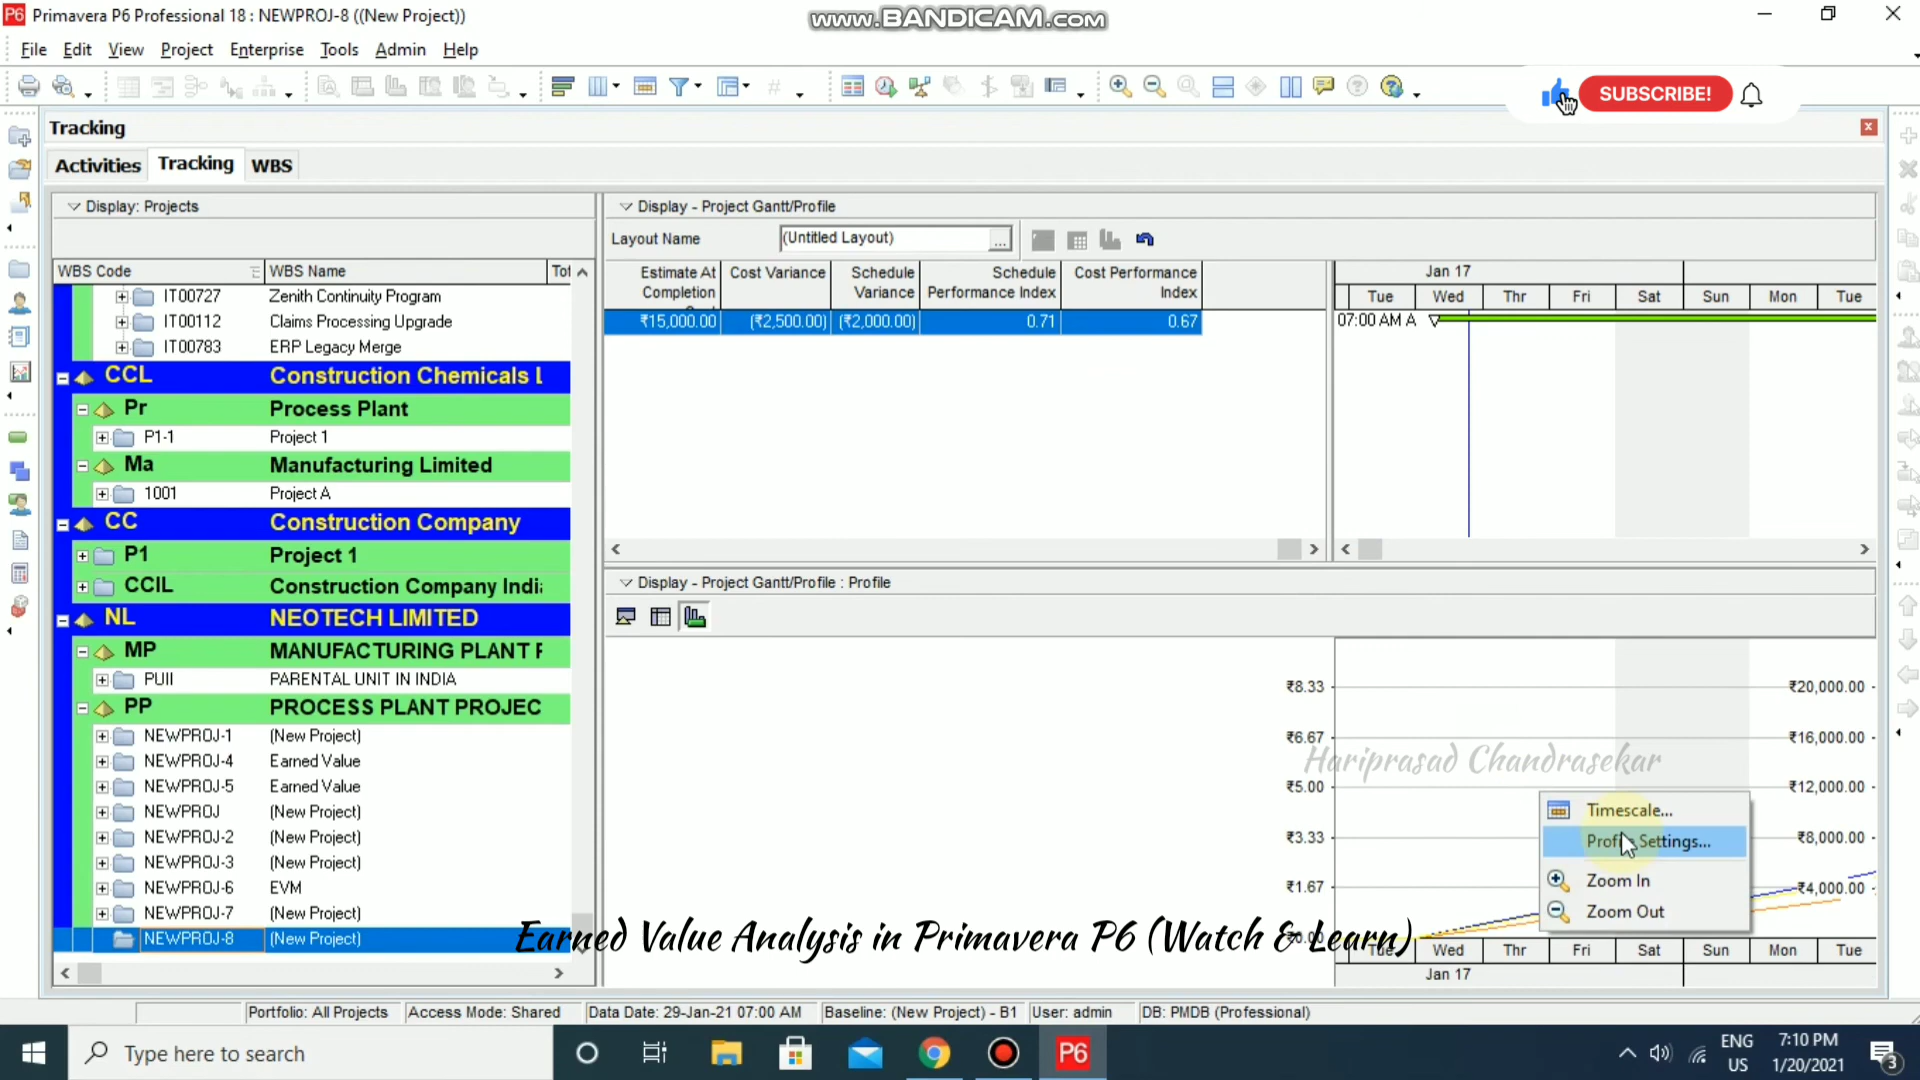 Primavera P6 Professional 18 : NEWPROJ-8 ((New Project))
www.BANDICAM.com
File Edit View Project Enterprise Tools Admin Help
SUBSCRIBE!
Tracking
Activities Tracking WBS
Display: Projects
WBS Code WBS Name Tot
IT00727 Zenith Continuity Program
IT00112 Claims Processing Upgrade
IT00783 ERP Legacy Merge
CCL Construction Chemicals L
Pr Process Plant
P1-1 Project 1
Ma Manufacturing Limited
1001 Project A
CC Construction Company
P1 Project 1
CCIL Construction Company Indi
NL NEOTECH LIMITED
MP MANUFACTURING PLANT F
PUII PARENTAL UNIT IN INDIA
PP PROCESS PLANT PROJEC
NEWPROJ-1 (New Project)
NEWPROJ-4 Earned Value
NEWPROJ-5 Earned Value
NEWPROJ (New Project)
NEWPROJ-2 (New Project)
NEWPROJ-3 (New Project)
NEWPROJ-6 EVM
NEWPROJ-7 (New Project)
NEWPROJ-8 (New Project)
Display - Project Gantt/Profile
Layout Name (Untitled Layout) ...
Estimate At Completion Cost Variance Schedule Variance Schedule Performance Index Cost Performance Index
₹15,000.00 (₹2,500.00) (₹2,000.00) 0.71 0.67
Jan 17
Tue Wed Thr Fri Sat Sun Mon Tue
07:00 AM A
Display - Project Gantt/Profile : Profile
₹8.33 ₹20,000.00
₹6.67 ₹16,000.00
Hariprasad Chandrasekar
₹5.00 ₹12,000.00
₹3.33 ₹8,000.00
₹1.67 ₹4,000.00
Timescale...
Profile Settings...
Zoom In
Zoom Out
Earned Value Analysis in Primavera P6 (Watch & Learn)
Tue Wed Thr Fri Sat Sun Mon Tue
Jan 17
Portfolio: All Projects Access Mode: Shared Data Date: 29-Jan-21 07:00 AM Baseline: (New Project) - B1 User: admin DB: PMDB (Professional)
Type here to search
P6
ENG
US
7:10 PM
1/20/2021
3